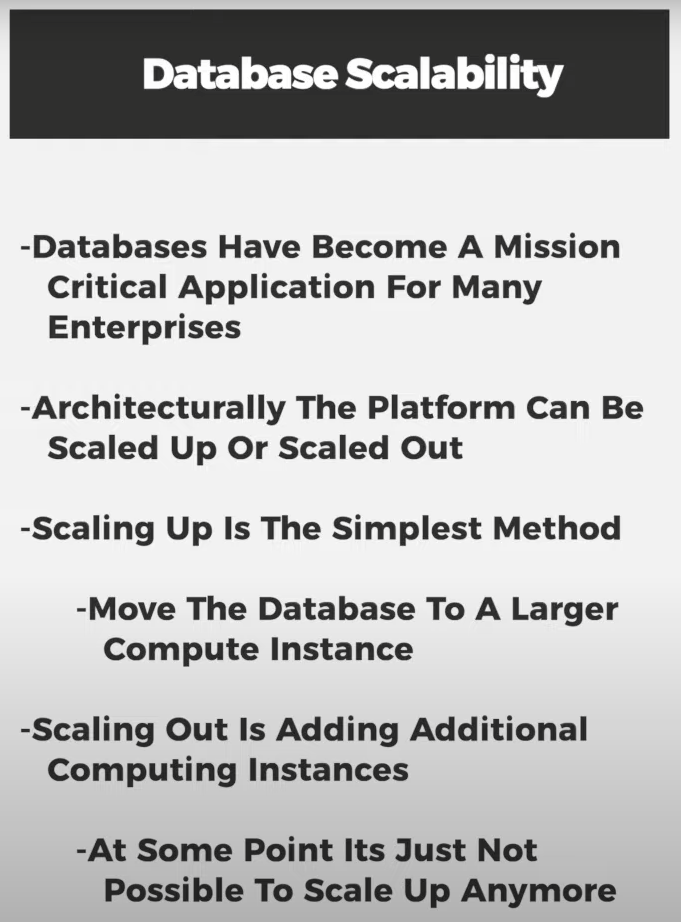 Database Scalability
-Databases Have Become A Mission
Critical Application For Many
Enterprises
-Architecturally The Platform Can Be
Scaled Up Or Scaled Out
-Scaling Up Is The Simplest Method
-Move The Database To A Larger
Compute Instance
-Scaling Out Is Adding Additional
Computing Instances
-At Some Point Its Just Not
Possible To Scale Up Anymore